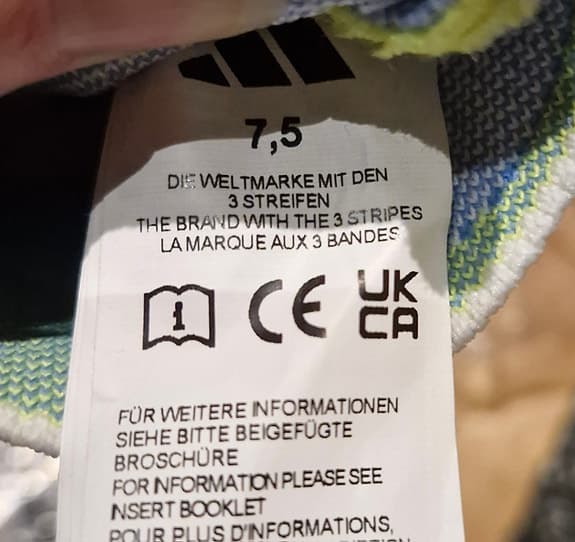 7,5
DIE WELTMARKE MIT DEN
3 STREIFEN
THE BRAND WITH THE 3 STRIPES
LA MARQUE AUX 3 BANDES
i CE UK
CA
FÜR WEITERE INFORMATIONEN
SIEHE BITTE BEIGEFÜGTE
BROSCHÜRE
FOR INFORMATION PLEASE SEE
INSERT BOOKLET
POUR PLUS D'INFORMATIONS,